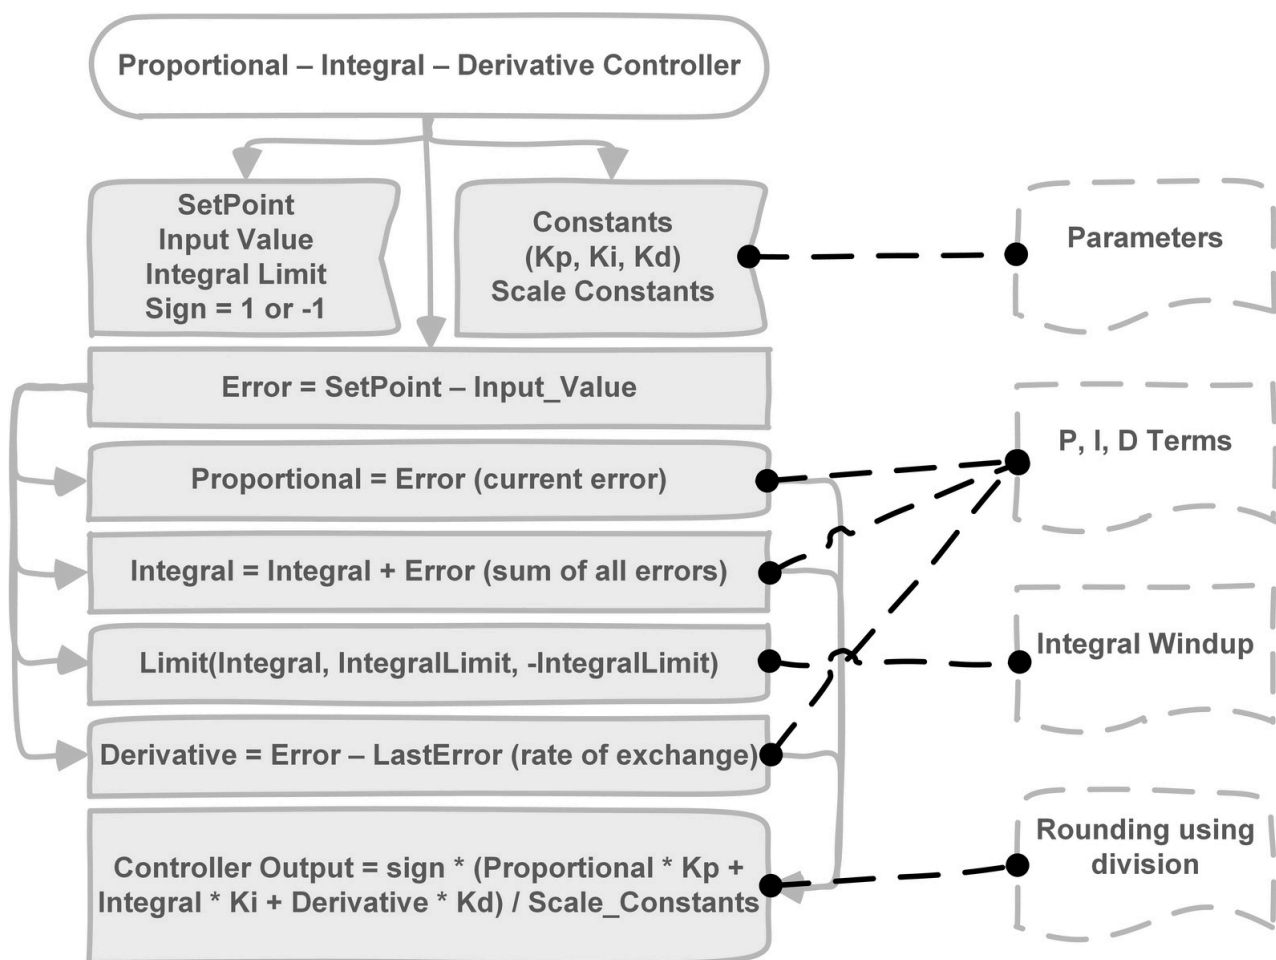 Proportional – Integral – Derivative Controller
SetPoint
Input Value
Integral Limit
Sign = 1 or -1
Constants
(Kp, Ki, Kd)
Scale Constants
Parameters
Error = SetPoint – Input_Value
P, I, D Terms
Proportional = Error (current error)
Integral = Integral + Error (sum of all errors)
Limit(Integral, IntegralLimit, -IntegralLimit)
Integral Windup
Derivative = Error – LastError (rate of exchange)
Controller Output = sign * (Proportional * Kp +
Integral * Ki + Derivative * Kd) / Scale_Constants
Rounding using
division